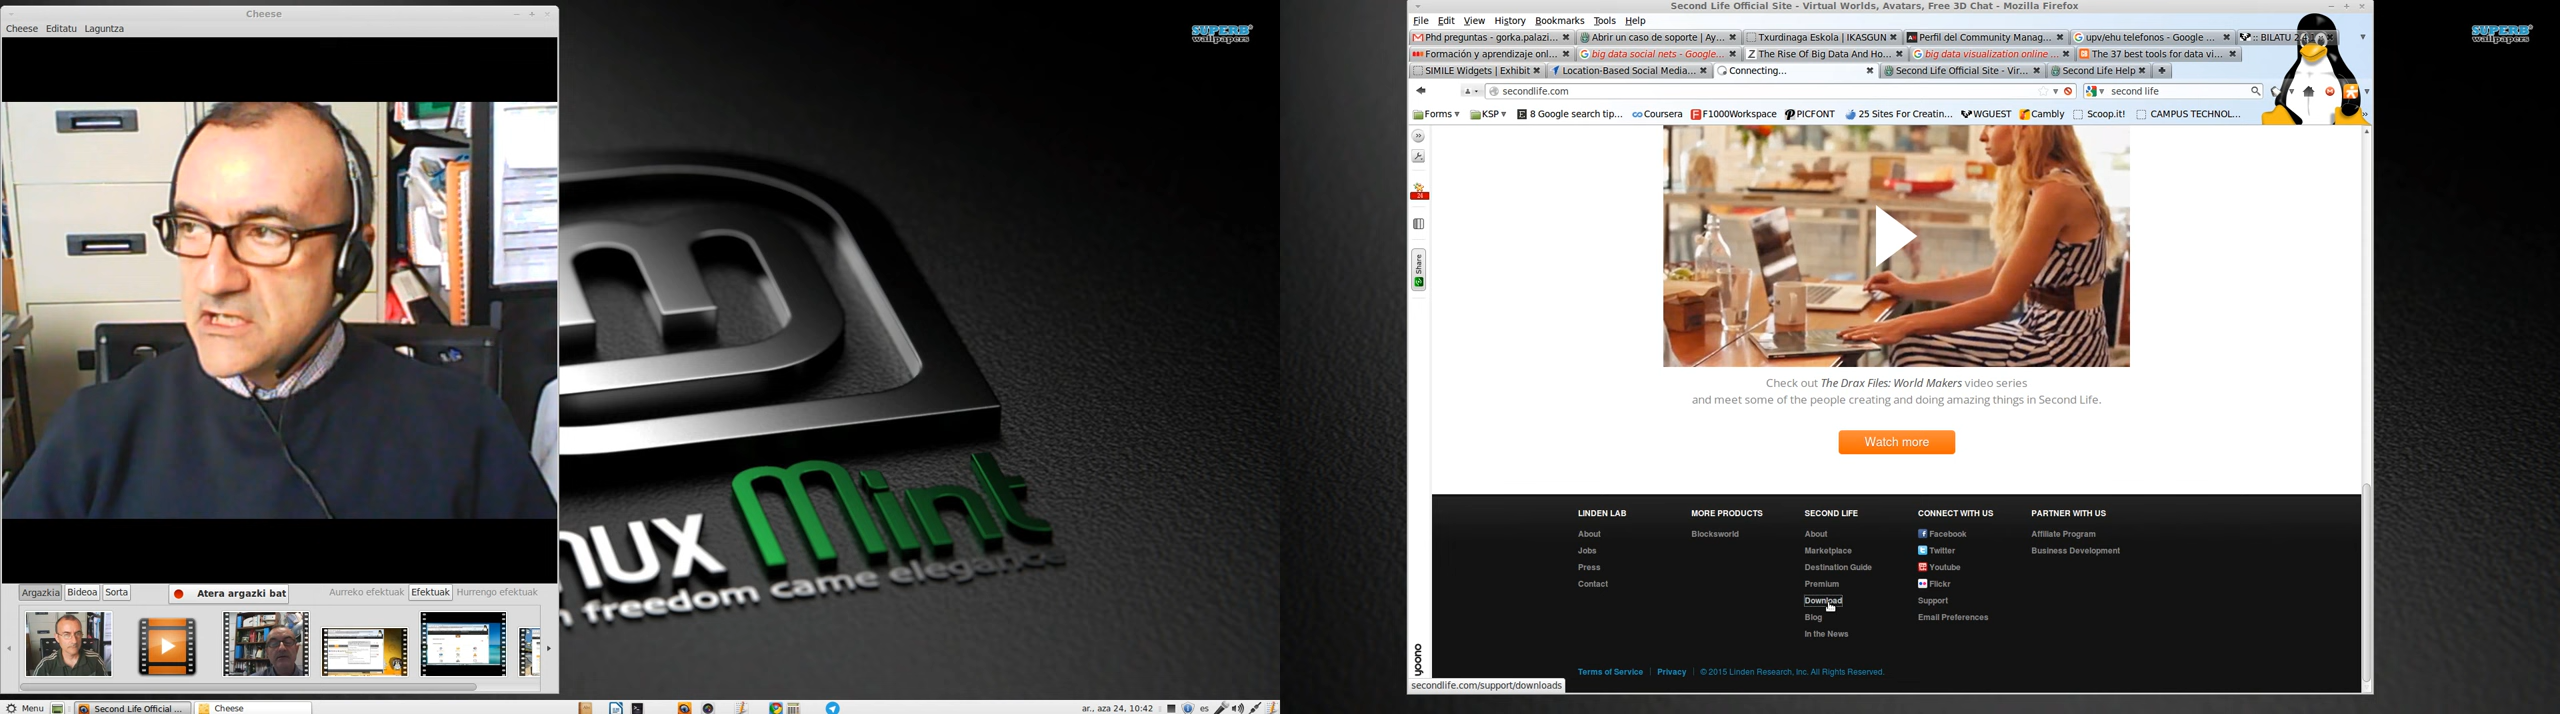 Cheese
Cheese Editatu Laguntza
Argazkia Bideoa Sorta
Atera argazki bat
Aurreko efektuak Efektuak Hurrengo efektuak
Menu
Second Life Official ...
Cheese
ar., aza 24, 10:42
es
SUPERB
wallpapers
nux Mint
freedom came elegance
Second Life Official Site - Virtual Worlds, Avatars, Free 3D Chat - Mozilla Firefox
File Edit View History Bookmarks Tools Help
Phd preguntas - gorka.palazi...
Abrir un caso de soporte | Ay...
Txurdinaga Eskola | IKASGUN
Perfil del Community Manag...
upv/ehu telefonos - Google ...
:: BILATU 2.4
Formación y aprendizaje onl...
big data social nets - Google...
The Rise Of Big Data And Ho...
big data visualization online ...
The 37 best tools for data vi...
SIMILE Widgets | Exhibit
Location-Based Social Media...
Connecting...
Second Life Official Site - Vir...
Second Life Help
secondlife.com
second life
Forms KSP 8 Google search tip... Coursera F1000Workspace PICFONT 25 Sites For Creatin... WGUEST Cambly Scoop.it! CAMPUS TECHNOL...
24
Share
yoono
Check out The Drax Files: World Makers video series
and meet some of the people creating and doing amazing things in Second Life.
Watch more
LINDEN LAB
About
Jobs
Press
Contact
MORE PRODUCTS
Blocksworld
SECOND LIFE
About
Marketplace
Destination Guide
Premium
Download
Blog
In the News
CONNECT WITH US
Facebook
Twitter
Youtube
Flickr
Support
Email Preferences
PARTNER WITH US
Affiliate Program
Business Development
Terms of Service | Privacy | © 2015 Linden Research, Inc. All Rights Reserved.
secondlife.com/support/downloads
SUPERB
wallpapers